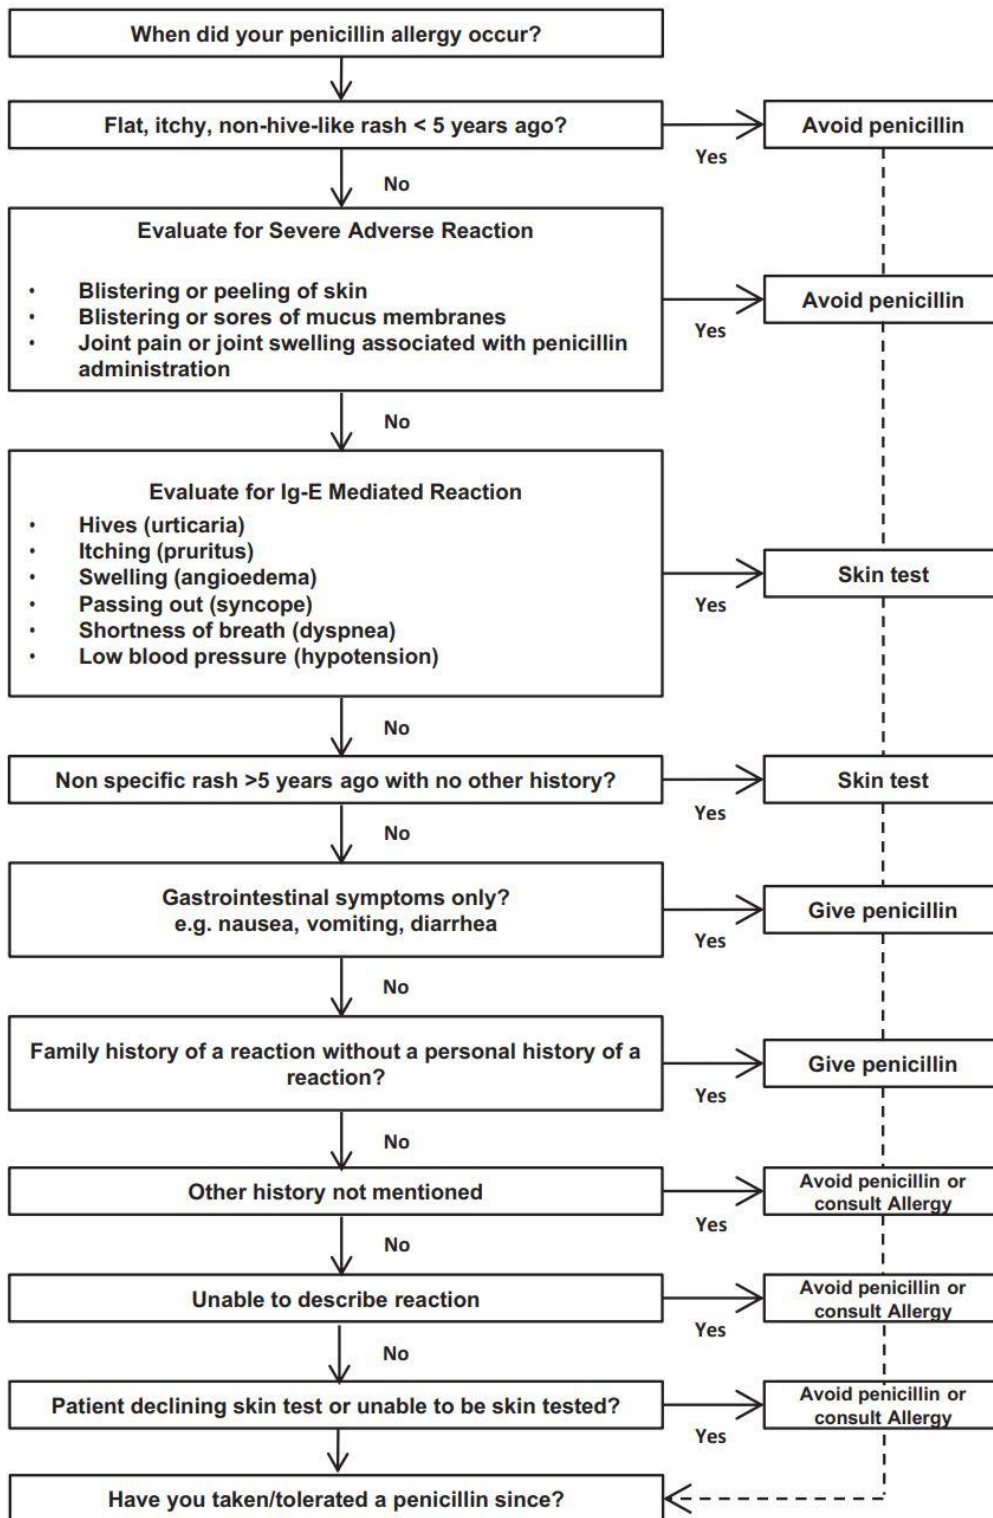 When did your penicillin allergy occur?
Flat, itchy, non-hive-like rash < 5 years ago?
Yes
Avoid penicillin
No
Evaluate for Severe Adverse Reaction
• Blistering or peeling of skin
• Blistering or sores of mucus membranes
• Joint pain or joint swelling associated with penicillin
administration
Yes
Avoid penicillin
No
Evaluate for Ig-E Mediated Reaction
• Hives (urticaria)
• Itching (pruritus)
• Swelling (angioedema)
• Passing out (syncope)
• Shortness of breath (dyspnea)
• Low blood pressure (hypotension)
Yes
Skin test
No
Non specific rash >5 years ago with no other history?
Yes
Skin test
No
Gastrointestinal symptoms only?
e.g. nausea, vomiting, diarrhea
Yes
Give penicillin
No
Family history of a reaction without a personal history of a
reaction?
Yes
Give penicillin
No
Other history not mentioned
Yes
Avoid penicillin or
consult Allergy
No
Unable to describe reaction
Yes
Avoid penicillin or
consult Allergy
No
Patient declining skin test or unable to be skin tested?
Yes
Avoid penicillin or
consult Allergy
Have you taken/tolerated a penicillin since?